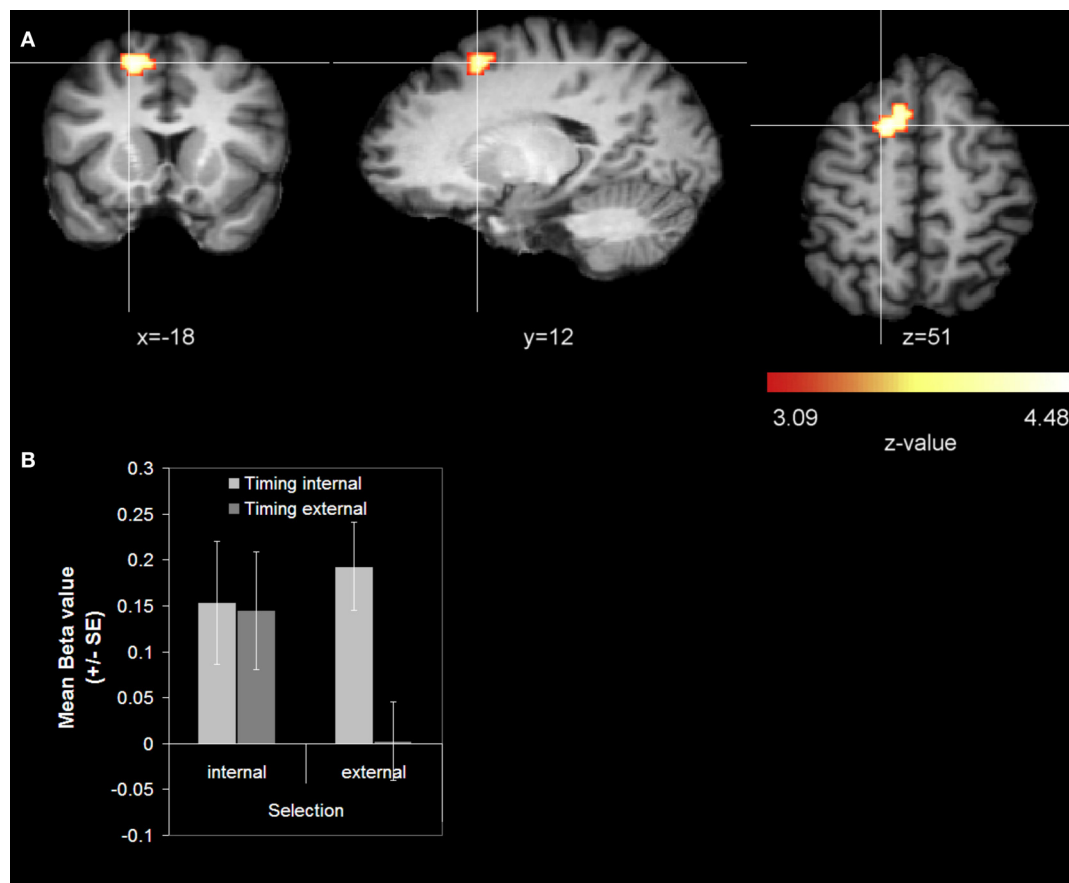 A
x=-18
y=12
z=51
3.09
4.48
z-value
B
Mean Beta value
(+/- SE)
0.3
0.25
0.2
0.15
0.1
0.05
0
-0.05
-0.1
Timing internal
Timing external
internal
external
Selection